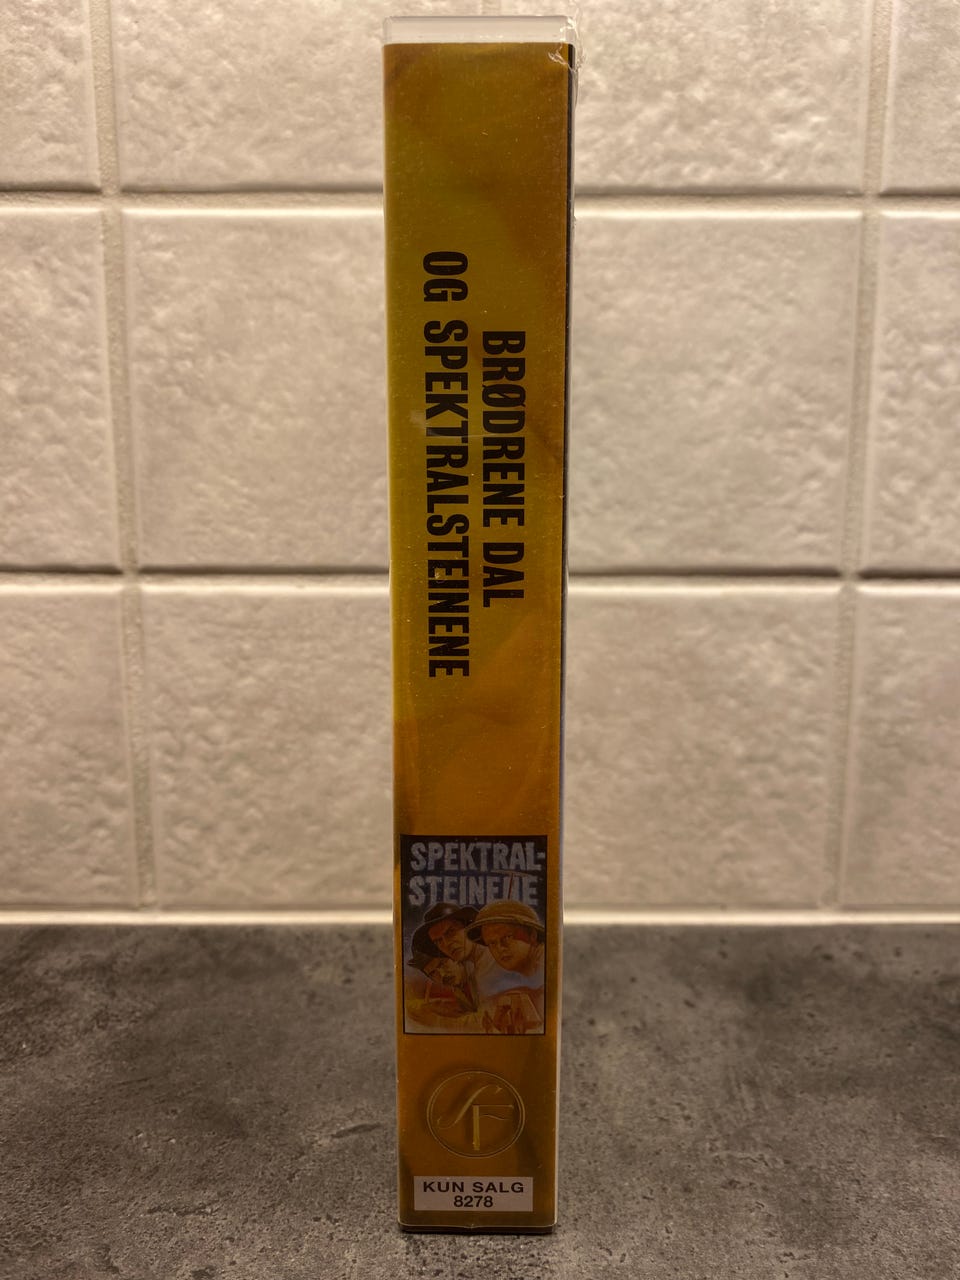 BRØDRENE DAL
OG SPEKTRALSTEINENE
SPEKTRAL-
STEINENE
SF
KUN SALG
8278